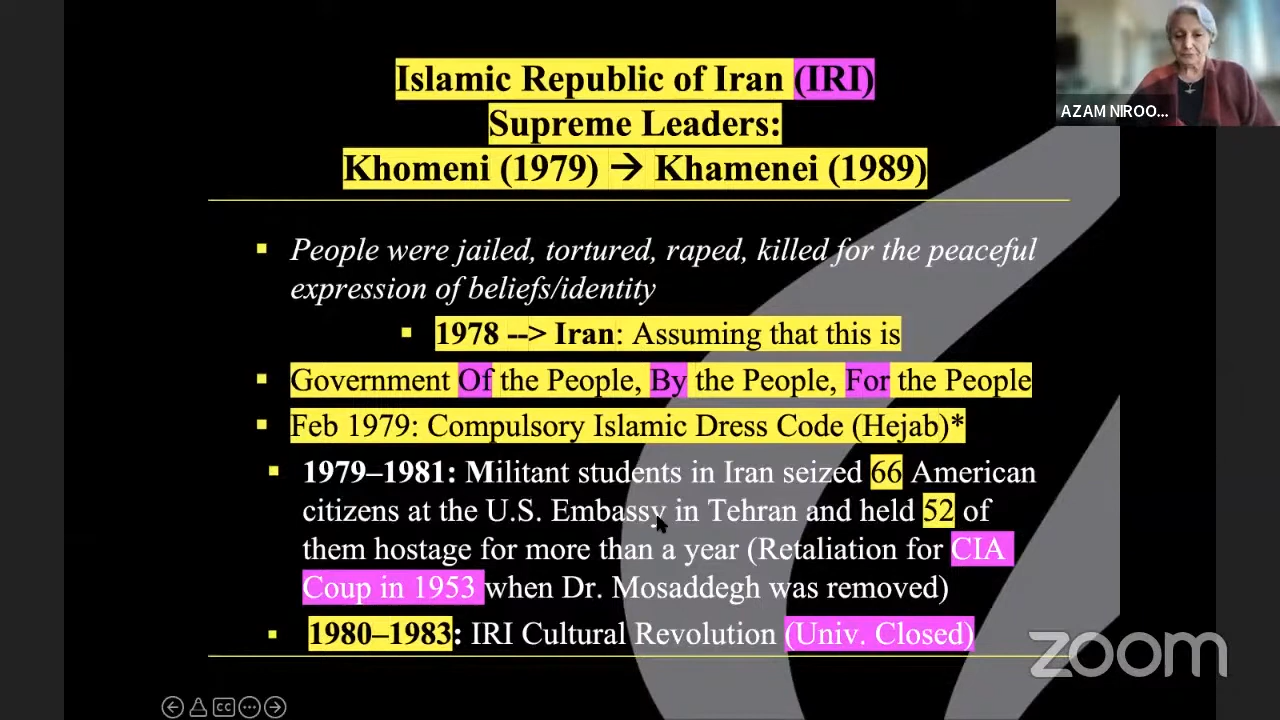 Islamic Republic of Iran (IRI)
Supreme Leaders:
Khomeni (1979) → Khamenei (1989)
▪ People were jailed, tortured, raped, killed for the peaceful
expression of beliefs/identity
▪ 1978 --> Iran: Assuming that this is
▪ Government Of the People, By the People, For the People
▪ Feb 1979: Compulsory Islamic Dress Code (Hejab)*
▪ 1979–1981: Militant students in Iran seized 66 American
citizens at the U.S. Embassy in Tehran and held 52 of
them hostage for more than a year (Retaliation for CIA
Coup in 1953 when Dr. Mosaddegh was removed)
▪ 1980–1983: IRI Cultural Revolution (Univ. Closed)
AZAM NIROO...
zoom
CC